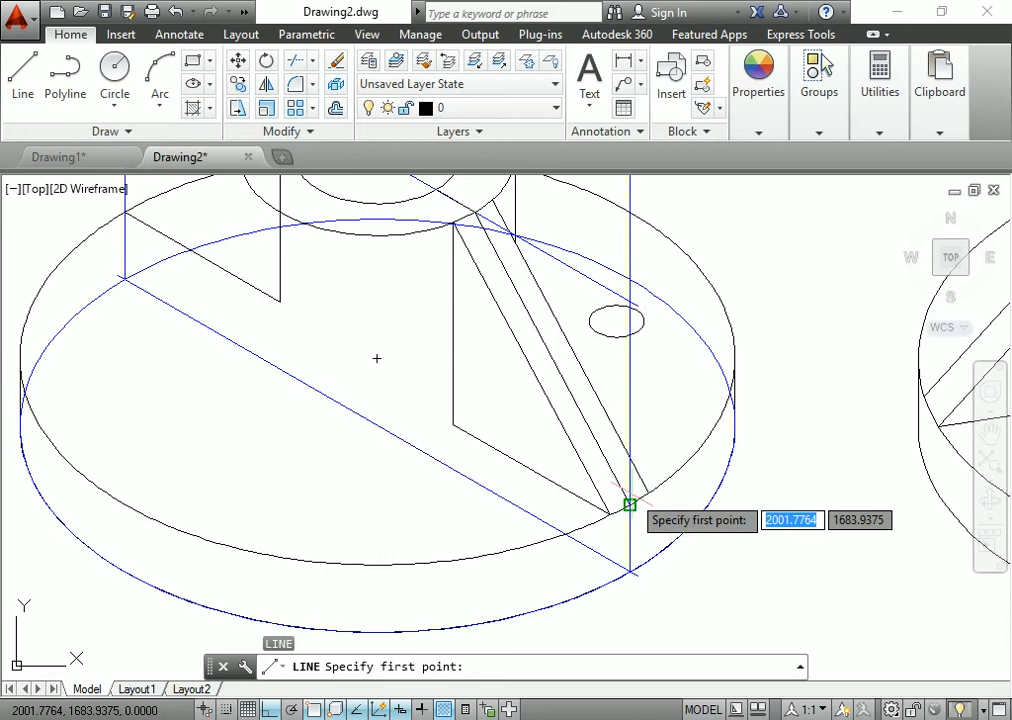 Drawing2.dwg
Type a keyword or phrase
Sign In
Home Insert Annotate Layout Parametric View Manage Output Plug-ins Autodesk 360 Featured Apps Express Tools
Unsaved Layer State
0
Line Polyline Circle Arc Text Insert Properties Groups Utilities Clipboard
Draw Modify Layers Annotation Block
Drawing1* Drawing2*
[−][Top][2D Wireframe]
N
W TOP E
S
WCS
Specify first point: 2001.7764 1683.9375
Y
X
LINE
LINE Specify first point:
Model Layout1 Layout2
2001.7764, 1683.9375, 0.0000 MODEL 1:1